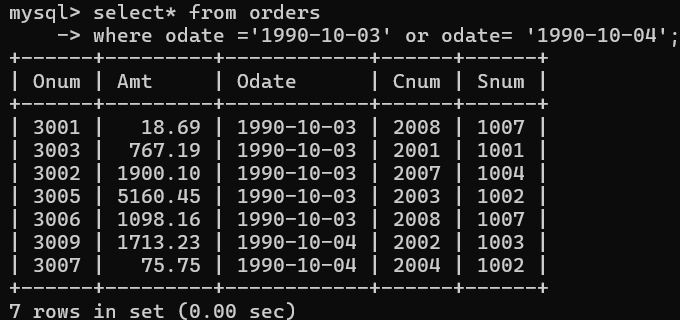 mysql> select* from orders
    -> where odate ='1990-10-03' or odate= '1990-10-04';
+------+---------+------------+------+------+
| Onum | Amt     | Odate      | Cnum | Snum |
+------+---------+------------+------+------+
| 3001 |   18.69 | 1990-10-03 | 2008 | 1007 |
| 3003 |  767.19 | 1990-10-03 | 2001 | 1001 |
| 3002 | 1900.10 | 1990-10-03 | 2007 | 1004 |
| 3005 | 5160.45 | 1990-10-03 | 2003 | 1002 |
| 3006 | 1098.16 | 1990-10-03 | 2008 | 1007 |
| 3009 | 1713.23 | 1990-10-04 | 2002 | 1003 |
| 3007 |   75.75 | 1990-10-04 | 2004 | 1002 |
+------+---------+------------+------+------+
7 rows in set (0.00 sec)